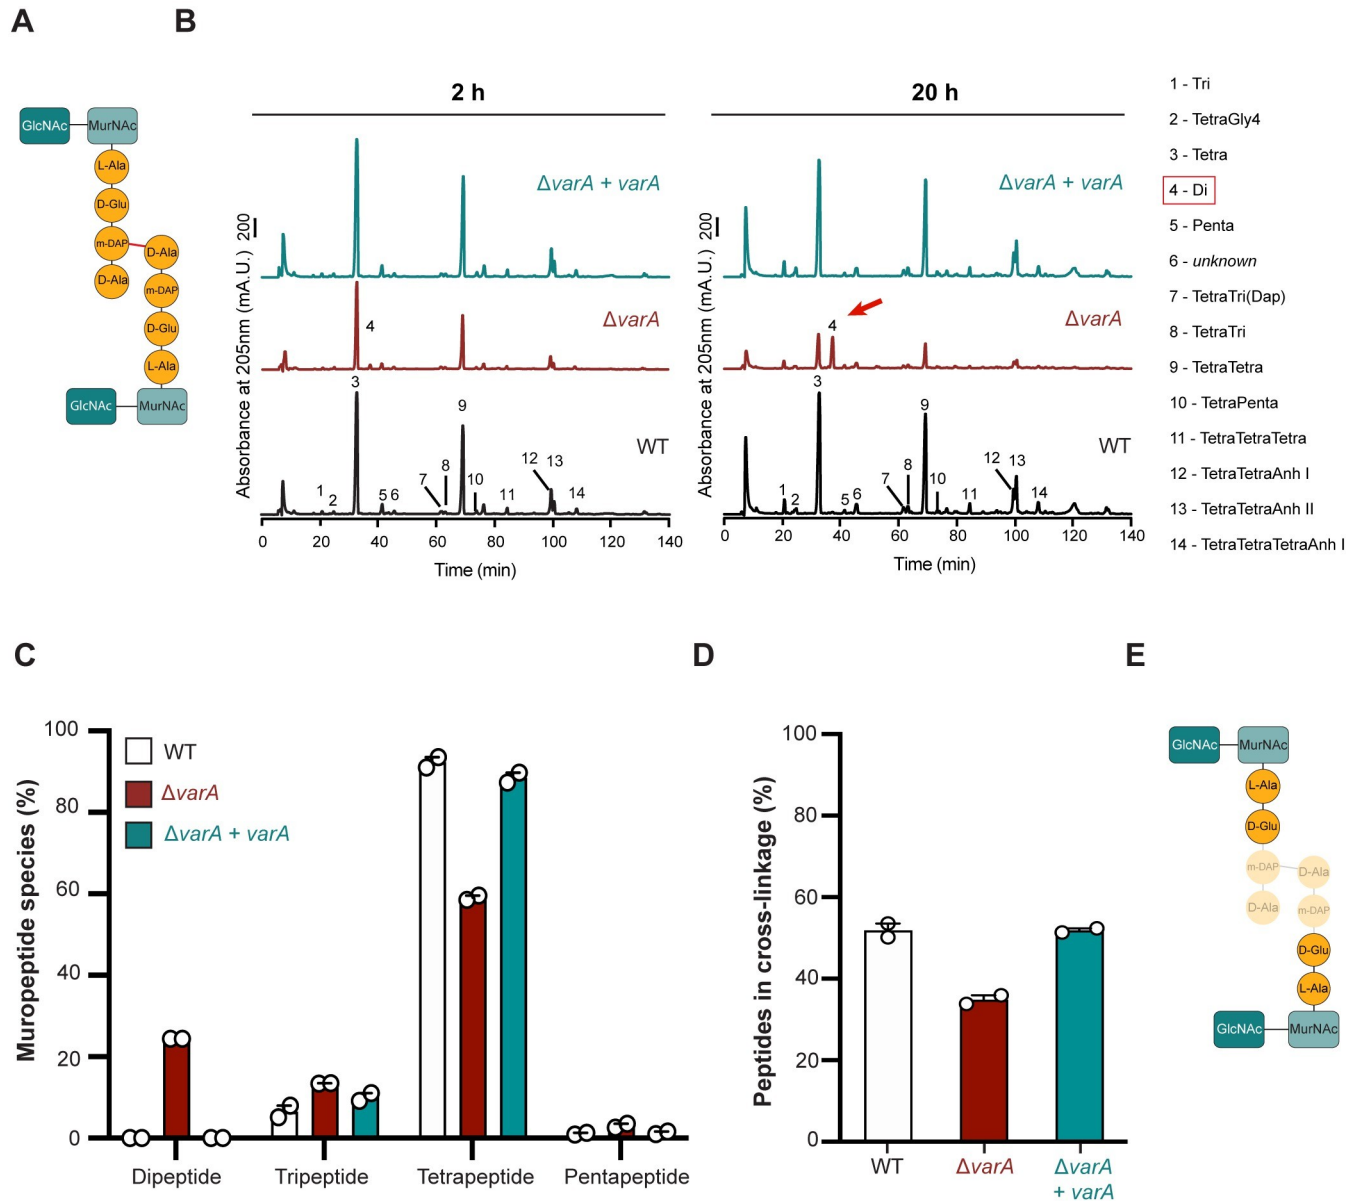 A
B
GlcNAc
MurNAc
L-Ala
D-Glu
m-DAP
D-Ala
D-Ala
m-DAP
D-Glu
L-Ala
GlcNAc
MurNAc
2 h
ΔvarA + varA
ΔvarA
WT
Absorbance at 205nm (mA.U.) 200
4
3
9
1
2
5
6
7
8
10
11
12
13
14
0 20 40 60 80 100 120 140
Time (min)
20 h
ΔvarA + varA
ΔvarA
WT
Absorbance at 205nm (mA.U.) 200
4
3
9
1
2
5
6
7
8
10
11
12
13
14
0 20 40 60 80 100 120 140
Time (min)
1 - Tri
2 - TetraGly4
3 - Tetra
4 - Di
5 - Penta
6 - unknown
7 - TetraTri(Dap)
8 - TetraTri
9 - TetraTetra
10 - TetraPenta
11 - TetraTetraTetra
12 - TetraTetraAnh I
13 - TetraTetraAnh II
14 - TetraTetraTetraAnh I
C
Muropeptide species (%)
100
80
60
40
20
0
WT
ΔvarA
ΔvarA + varA
Dipeptide
Tripeptide
Tetrapeptide
Pentapeptide
D
Peptides in cross-linkage (%)
100
80
60
40
20
0
WT
ΔvarA
ΔvarA
+ varA
E
GlcNAc
MurNAc
L-Ala
D-Glu
m-DAP
D-Ala
D-Ala
m-DAP
D-Glu
L-Ala
GlcNAc
MurNAc